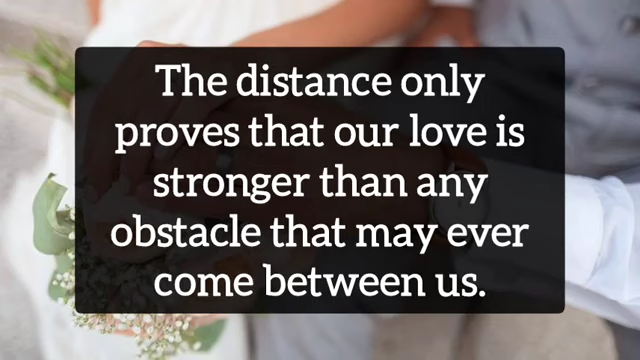 The distance only
proves that our love is
stronger than any
obstacle that may ever
come between us.